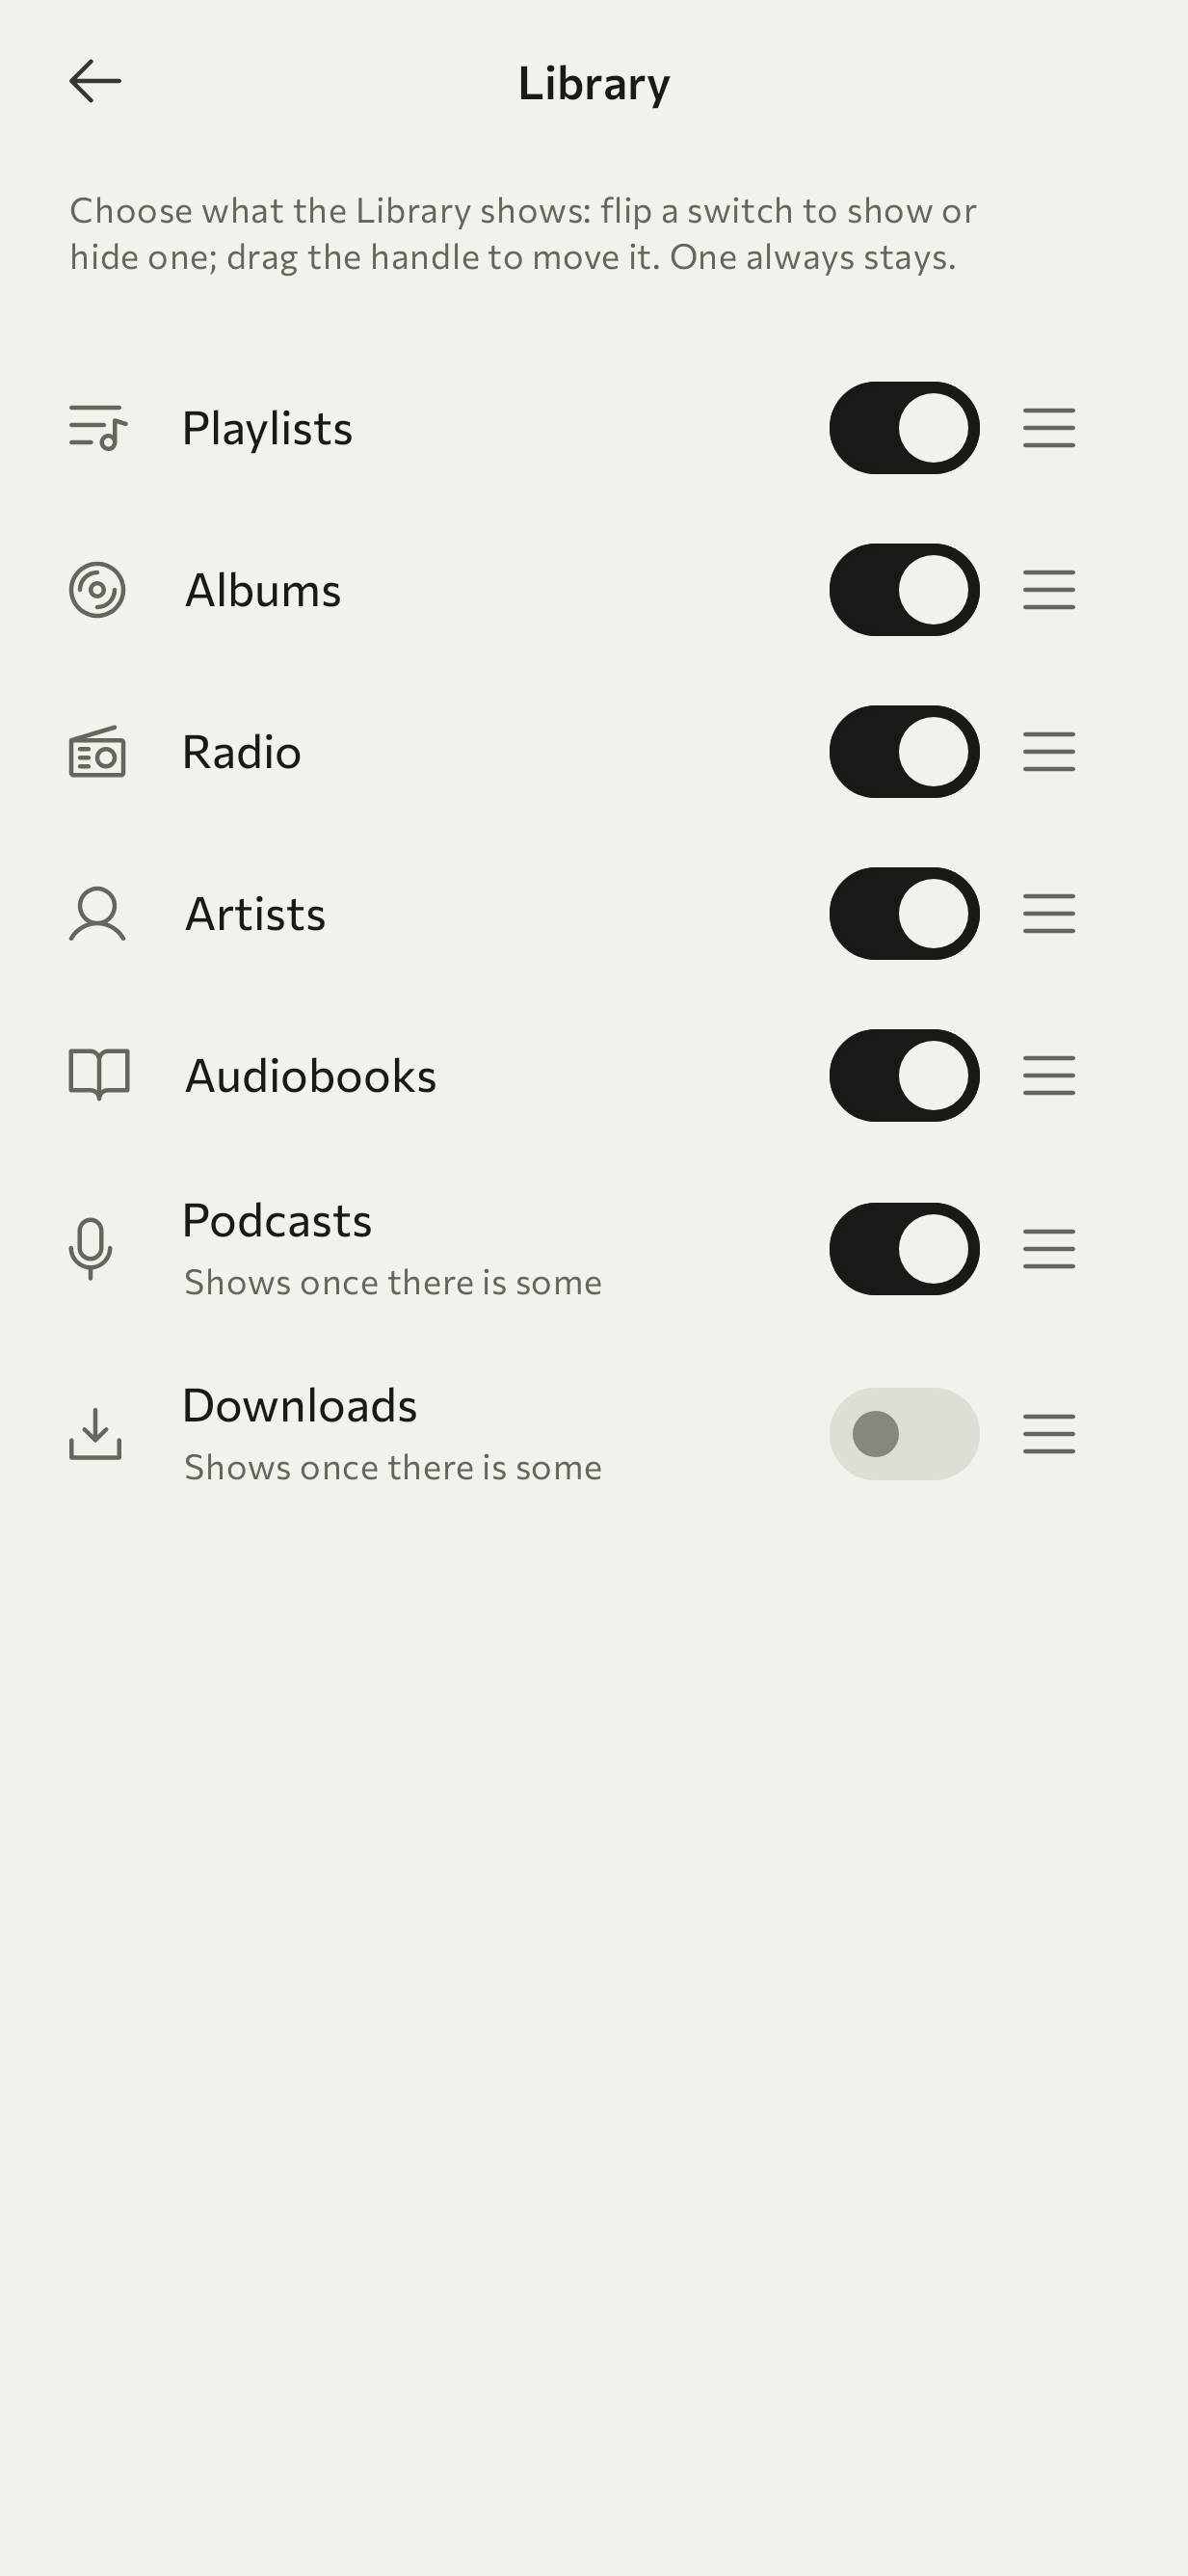 Library
Choose what the Library shows: flip a switch to show or
hide one; drag the handle to move it. One always stays.
Playlists
Albums
Radio
Artists
Audiobooks
Podcasts
Shows once there is some
Downloads
Shows once there is some